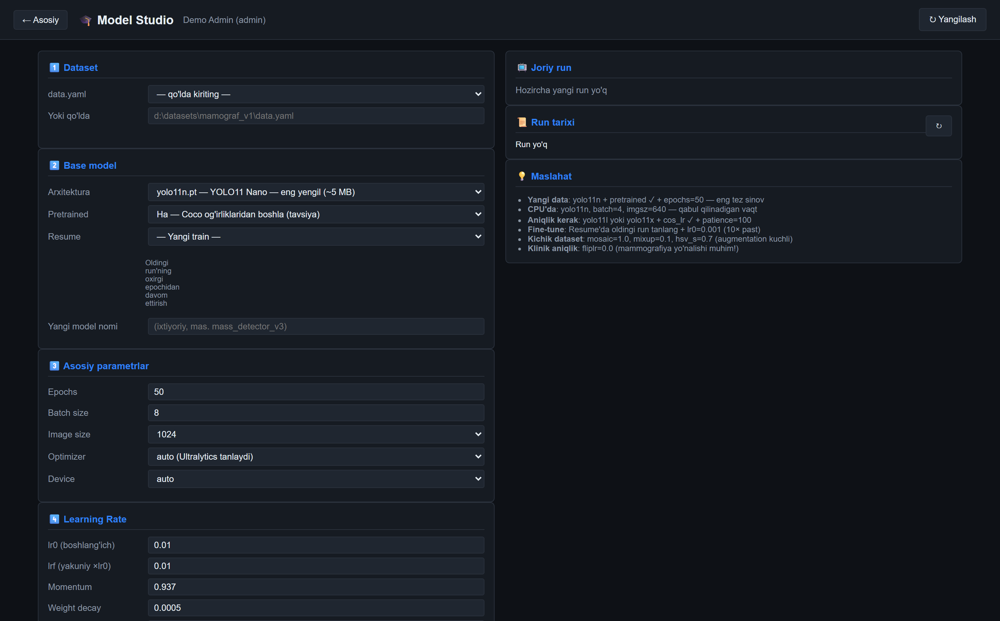 ← Asosiy
🎓 Model Studio
Demo Admin (admin)
↻ Yangilash
1️⃣ Dataset
data.yaml
— qo'lda kiriting —
Yoki qo'lda
d:\datasets\mamograf_v1\data.yaml
2️⃣ Base model
Arxitektura
yolo11n.pt — YOLO11 Nano — eng yengil (~5 MB)
Pretrained
Ha — Coco og'irliklaridan boshla (tavsiya)
Resume
— Yangi train —
Oldingi
run'ning
oxirgi
epochidan
davom
ettirish
Yangi model nomi
(ixtiyoriy, mas. mass_detector_v3)
3️⃣ Asosiy parametrlar
Epochs
50
Batch size
8
Image size
1024
Optimizer
auto (Ultralytics tanlaydi)
Device
auto
4️⃣ Learning Rate
lr0 (boshlang'ich)
0.01
lrf (yakuniy ×lr0)
0.01
Momentum
0.937
Weight decay
0.0005
📺 Joriy run
Hozircha yangi run yo'q
📜 Run tarixi
↻
Run yo'q
💡 Maslahat
• Yangi data: yolo11n + pretrained ✓ + epochs=50 — eng tez sinov
• CPU'da: yolo11n, batch=4, imgsz=640 — qabul qilinadigan vaqt
• Aniqlik kerak: yolo11l yoki yolo11x + cos_lr ✓ + patience=100
• Fine-tune: Resume'da oldingi run tanlang + lr0=0.001 (10× past)
• Kichik dataset: mosaic=1.0, mixup=0.1, hsv_s=0.7 (augmentation kuchli)
• Klinik aniqlik: fliplr=0.0 (mammografiya yo'nalishi muhim!)